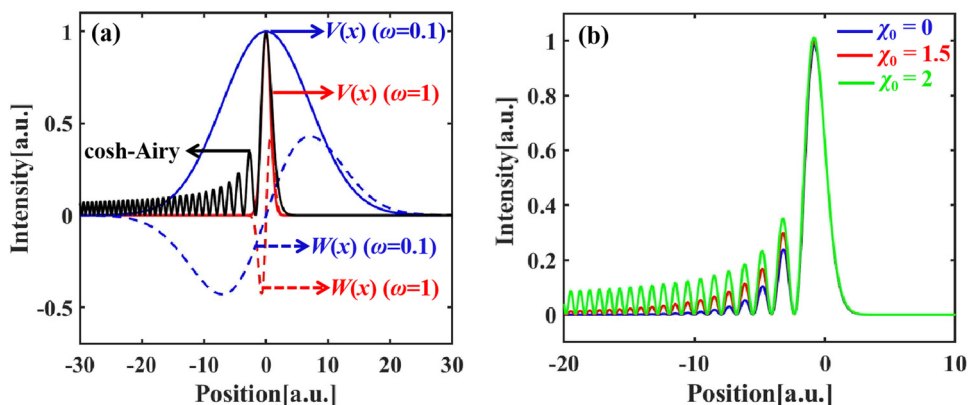 (a)
V(x) (ω=0.1)
V(x) (ω=1)
cosh-Airy
W(x) (ω=0.1)
W(x) (ω=1)
Intensity[a.u.]
1
0.5
0
-0.5
-30 -20 -10 0 10 20 30
Position[a.u.]
(b)
χ0 = 0
χ0 = 1.5
χ0 = 2
Intensity[a.u.]
1
0.8
0.6
0.4
0.2
0
-20 -10 0 10
Position[a.u.]